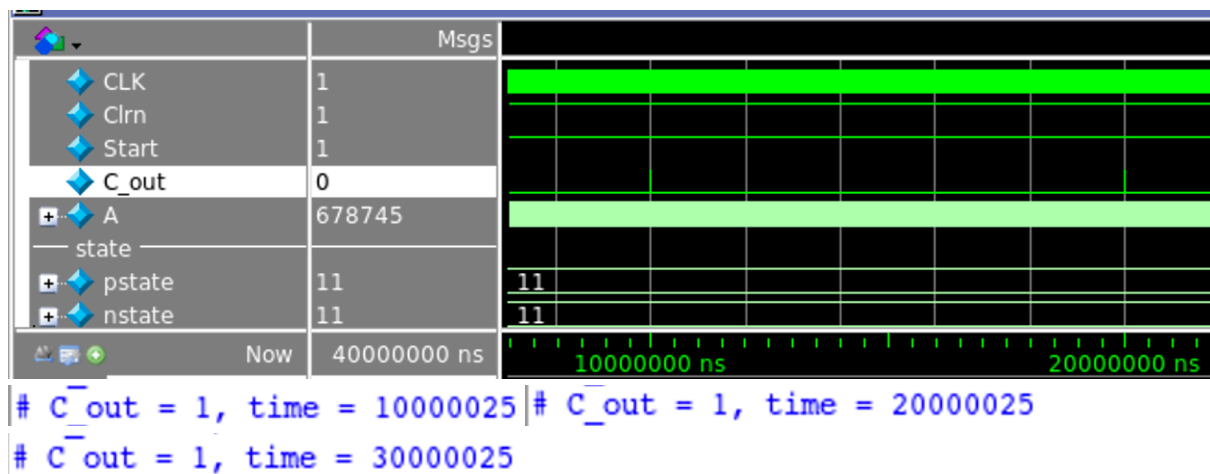 Msgs
CLK 1
Clrn 1
Start 1
C_out 0
A 678745
state
pstate 11 11
nstate 11 11
Now 40000000 ns 10000000 ns 20000000 ns
# C_out = 1, time = 10000025 # C_out = 1, time = 20000025
# C out = 1, time = 30000025